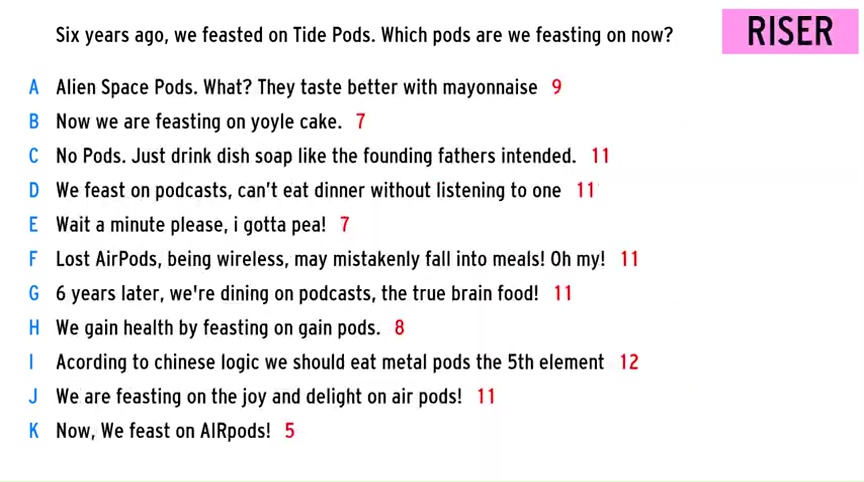 Six years ago, we feasted on Tide Pods. Which pods are we feasting on now?
RISER
A Alien Space Pods. What? They taste better with mayonnaise 9
B Now we are feasting on yoyle cake. 7
C No Pods. Just drink dish soap like the founding fathers intended. 11
D We feast on podcasts, can't eat dinner without listening to one 11
E Wait a minute please, i gotta pea! 7
F Lost AirPods, being wireless, may mistakenly fall into meals! Oh my! 11
G 6 years later, we're dining on podcasts, the true brain food! 11
H We gain health by feasting on gain pods. 8
I Acording to chinese logic we should eat metal pods the 5th element 12
J We are feasting on the joy and delight on air pods! 11
K Now, We feast on AIRpods! 5